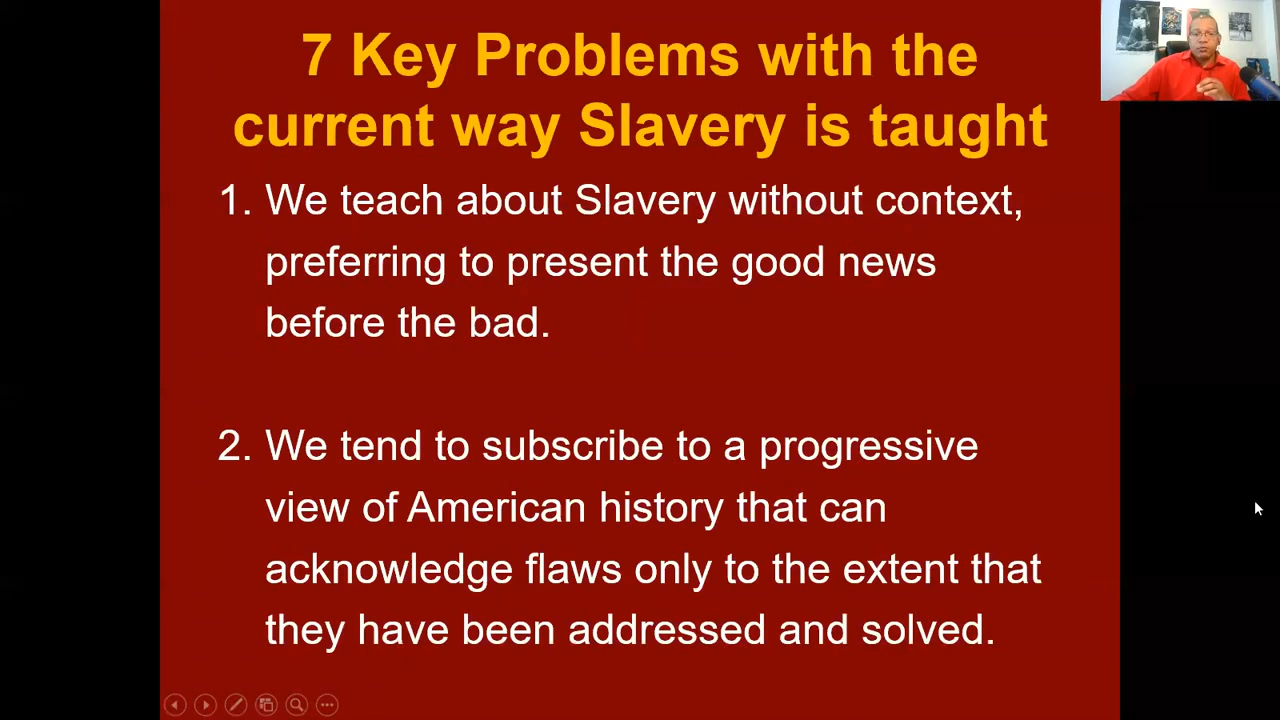 7 Key Problems with the
current way Slavery is taught
1. We teach about Slavery without context,
preferring to present the good news
before the bad.
2. We tend to subscribe to a progressive
view of American history that can
acknowledge flaws only to the extent that
they have been addressed and solved.